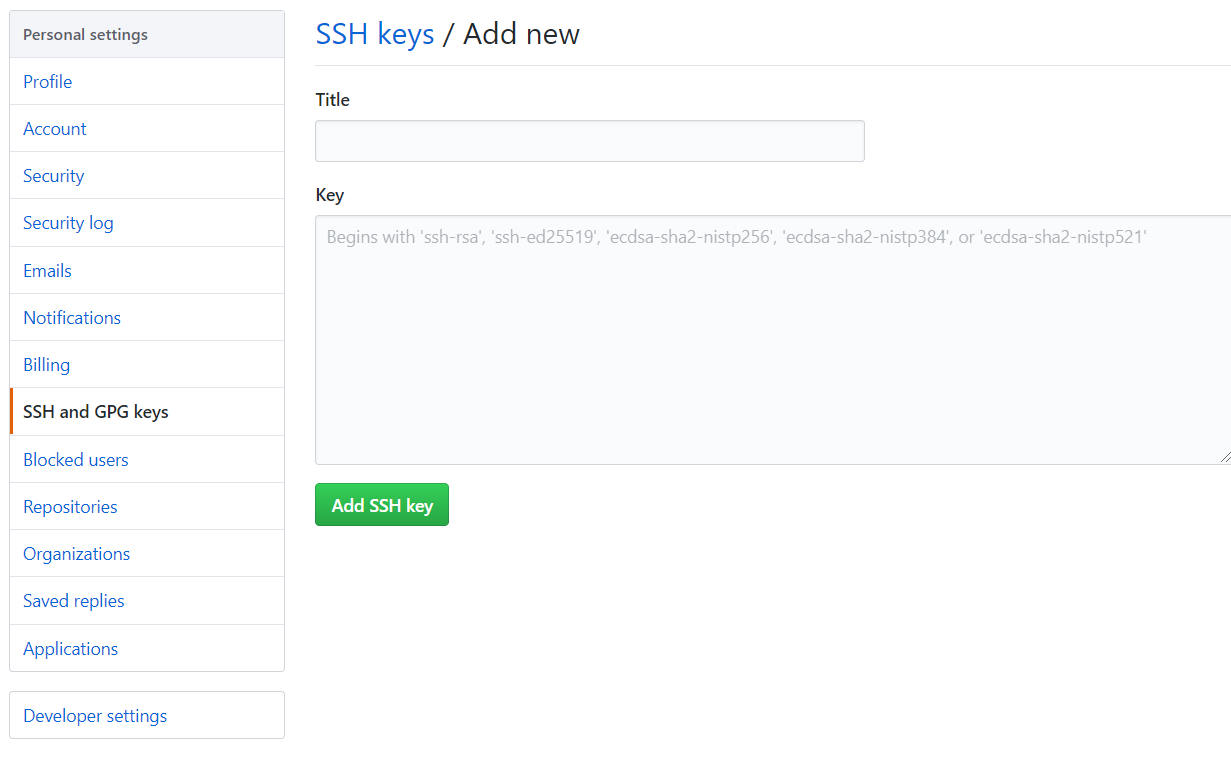 Personal settings
Profile
Account
Security
Security log
Emails
Notifications
Billing
SSH and GPG keys
Blocked users
Repositories
Organizations
Saved replies
Applications
Developer settings
SSH keys / Add new
Title
Key
Begins with 'ssh-rsa', 'ssh-ed25519', 'ecdsa-sha2-nistp256', 'ecdsa-sha2-nistp384', or 'ecdsa-sha2-nistp521'
Add SSH key